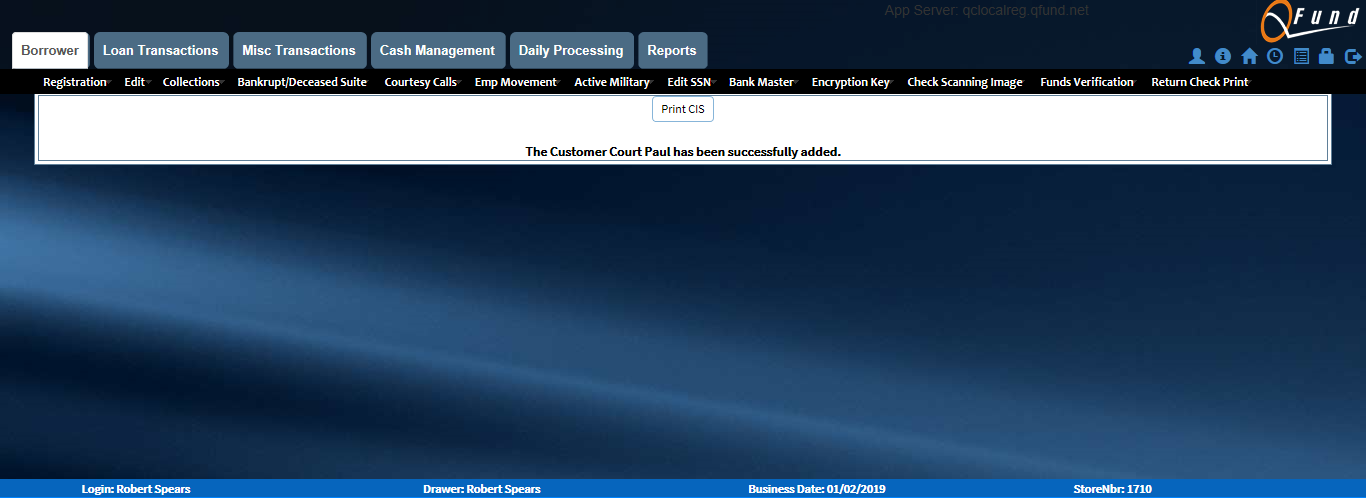 App Server: qclocalreg.qfund.net
QFund
Borrower Loan Transactions Misc Transactions Cash Management Daily Processing Reports
Registration Edit Collections Bankrupt/Deceased Suite Courtesy Calls Emp Movement Active Military Edit SSN Bank Master Encryption Key Check Scanning Image Funds Verification Return Check Print
Print CIS
The Customer Court Paul has been successfully added.
Login: Robert Spears Drawer: Robert Spears Business Date: 01/02/2019 StoreNbr: 1710